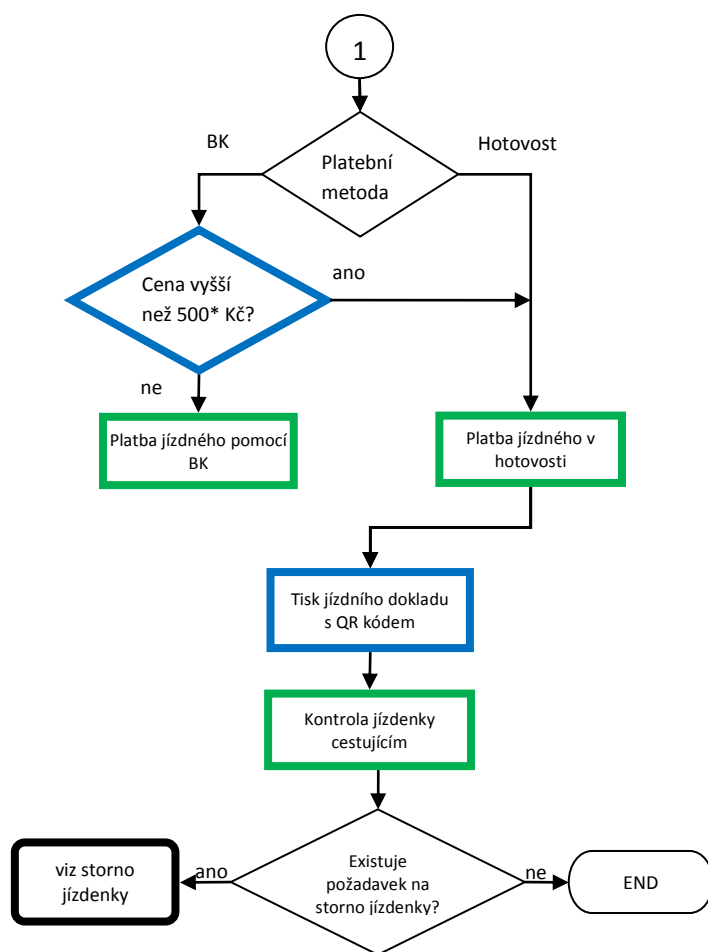 1
BK
Hotovost
Platební
metoda
Cena vyšší
než 500* Kč?
ano
ne
Platba jízdného pomocí
BK
Platba jízdného v
hotovosti
Tisk jízdního dokladu
s QR kódem
Kontrola jízdenky
cestujícím
viz storno
jízdenky
ano
Existuje
požadavek na
storno jízdenky?
ne
END